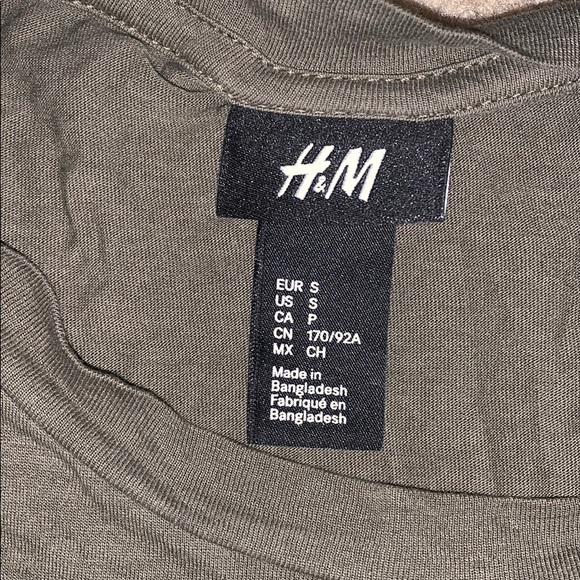 H&M
EUR S
US S
CA P
CN 170/92A
MX CH
Made in
Bangladesh
Fabriqué en
Bangladesh